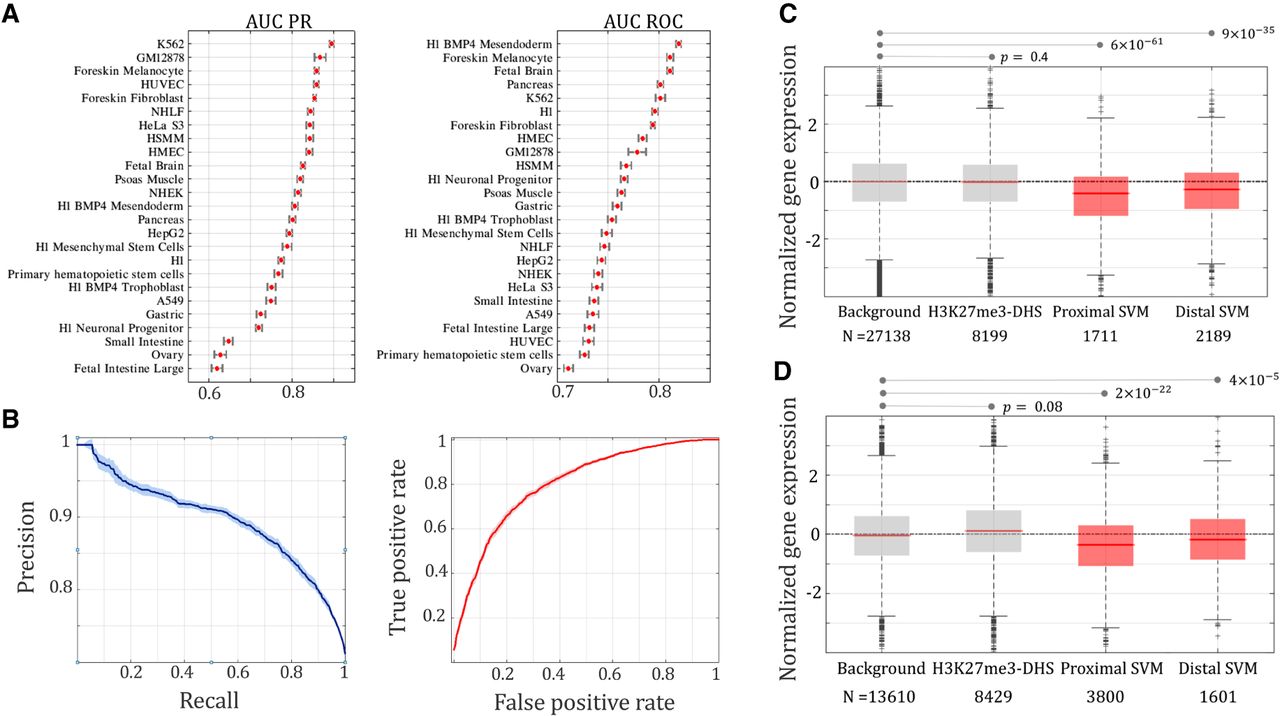 A
AUC PR
K562
GM12878
Foreskin Melanocyte
HUVEC
Foreskin Fibroblast
NHLF
HeLa S3
HSMM
HMEC
Fetal Brain
Psoas Muscle
NHEK
H1 BMP4 Mesendoderm
Pancreas
HepG2
H1 Mesenchymal Stem Cells
H1
Primary hematopoietic stem cells
H1 BMP4 Trophoblast
A549
Gastric
H1 Neuronal Progenitor
Small Intestine
Ovary
Fetal Intestine Large
0.6 0.8
AUC ROC
H1 BMP4 Mesendoderm
Foreskin Melonocyte
Fetal Brain
Pancreas
K562
H1
Foreskin Fibroblast
HMEC
GM12878
HSMM
H1 Neuronal Progenitor
Psoas Muscle
Gastric
H1 BMP4 Trophoblast
H1 Mesenchymal Stem Cells
NHLF
HepG2
NHEK
HeLa S3
Small Intestine
A549
Fetal Intestine Large
HUVEC
Primary hematopoietic stem cells
Ovary
0.7 0.8
B
Precision
1
0.9
0.8
0.2 0.4 0.6 0.8 1
Recall
True positive rate
1
0.8
0.6
0.4
0.2
0.2 0.4 0.6 0.8 1
False positive rate
C
9×10⁻³⁵
6×10⁻⁶¹
p = 0.4
Normalized gene expression
2
0
-2
Background H3K27me3-DHS Proximal SVM Distal SVM
N =27138 8199 1711 2189
D
4×10⁻⁵
2×10⁻²²
p = 0.08
Normalized gene expression
2
0
-2
Background H3K27me3-DHS Proximal SVM Distal SVM
N =13610 8429 3800 1601